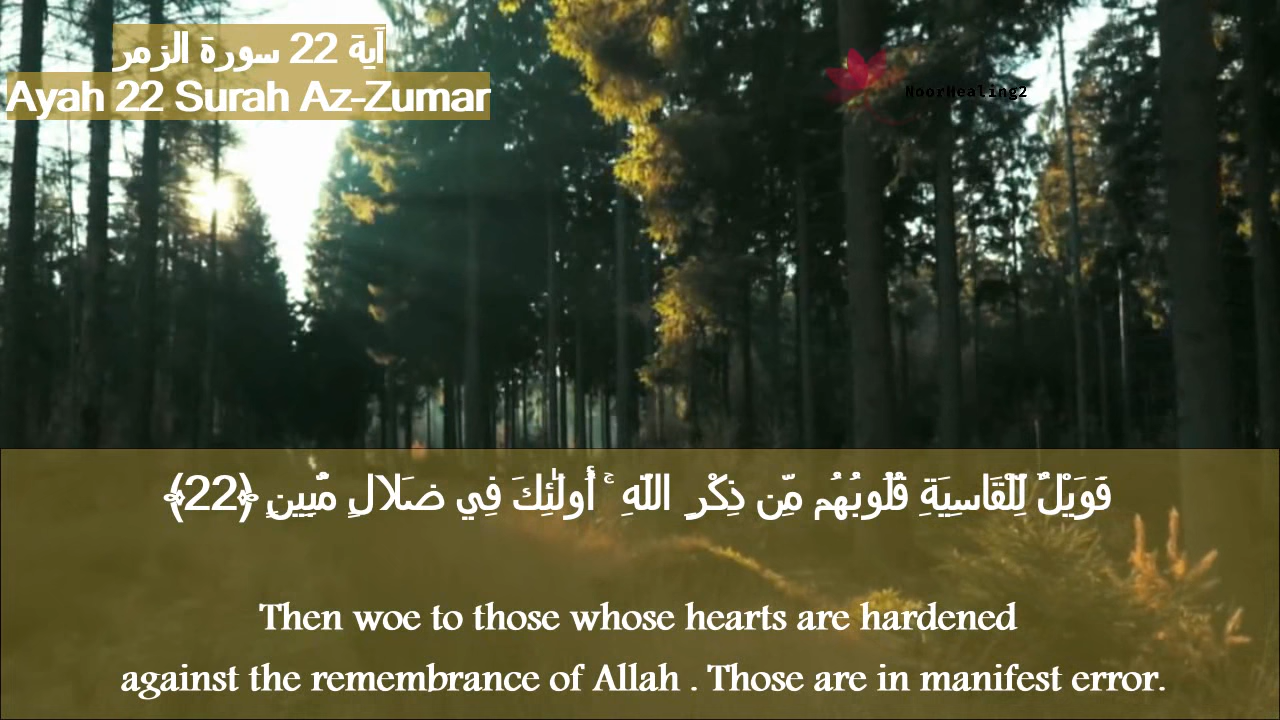 آية 22 سورة الزمر
Ayah 22 Surah Az-Zumar
NoorHealing2
فَوَيْلٌ لِّلْقَاسِيَةِ قُلُوبُهُم مِّن ذِكْرِ اللَّهِ ۚ أُولَٰئِكَ فِي ضَلَالٍ مُّبِينٍ ﴿22﴾
Then woe to those whose hearts are hardened
against the remembrance of Allah . Those are in manifest error.